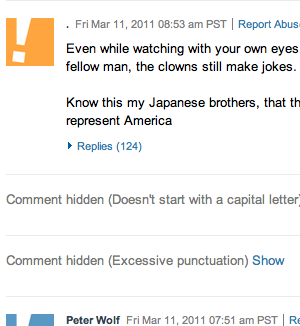 . Fri Mar 11, 2011 08:53 am PST | Report Abus
Even while watching with your own eyes
fellow man, the clowns still make jokes.
Know this my Japanese brothers, that th
represent America
Replies (124)
Comment hidden (Doesn't start with a capital letter)
Comment hidden (Excessive punctuation) Show
Peter Wolf Fri Mar 11, 2011 07:51 am PST | Re